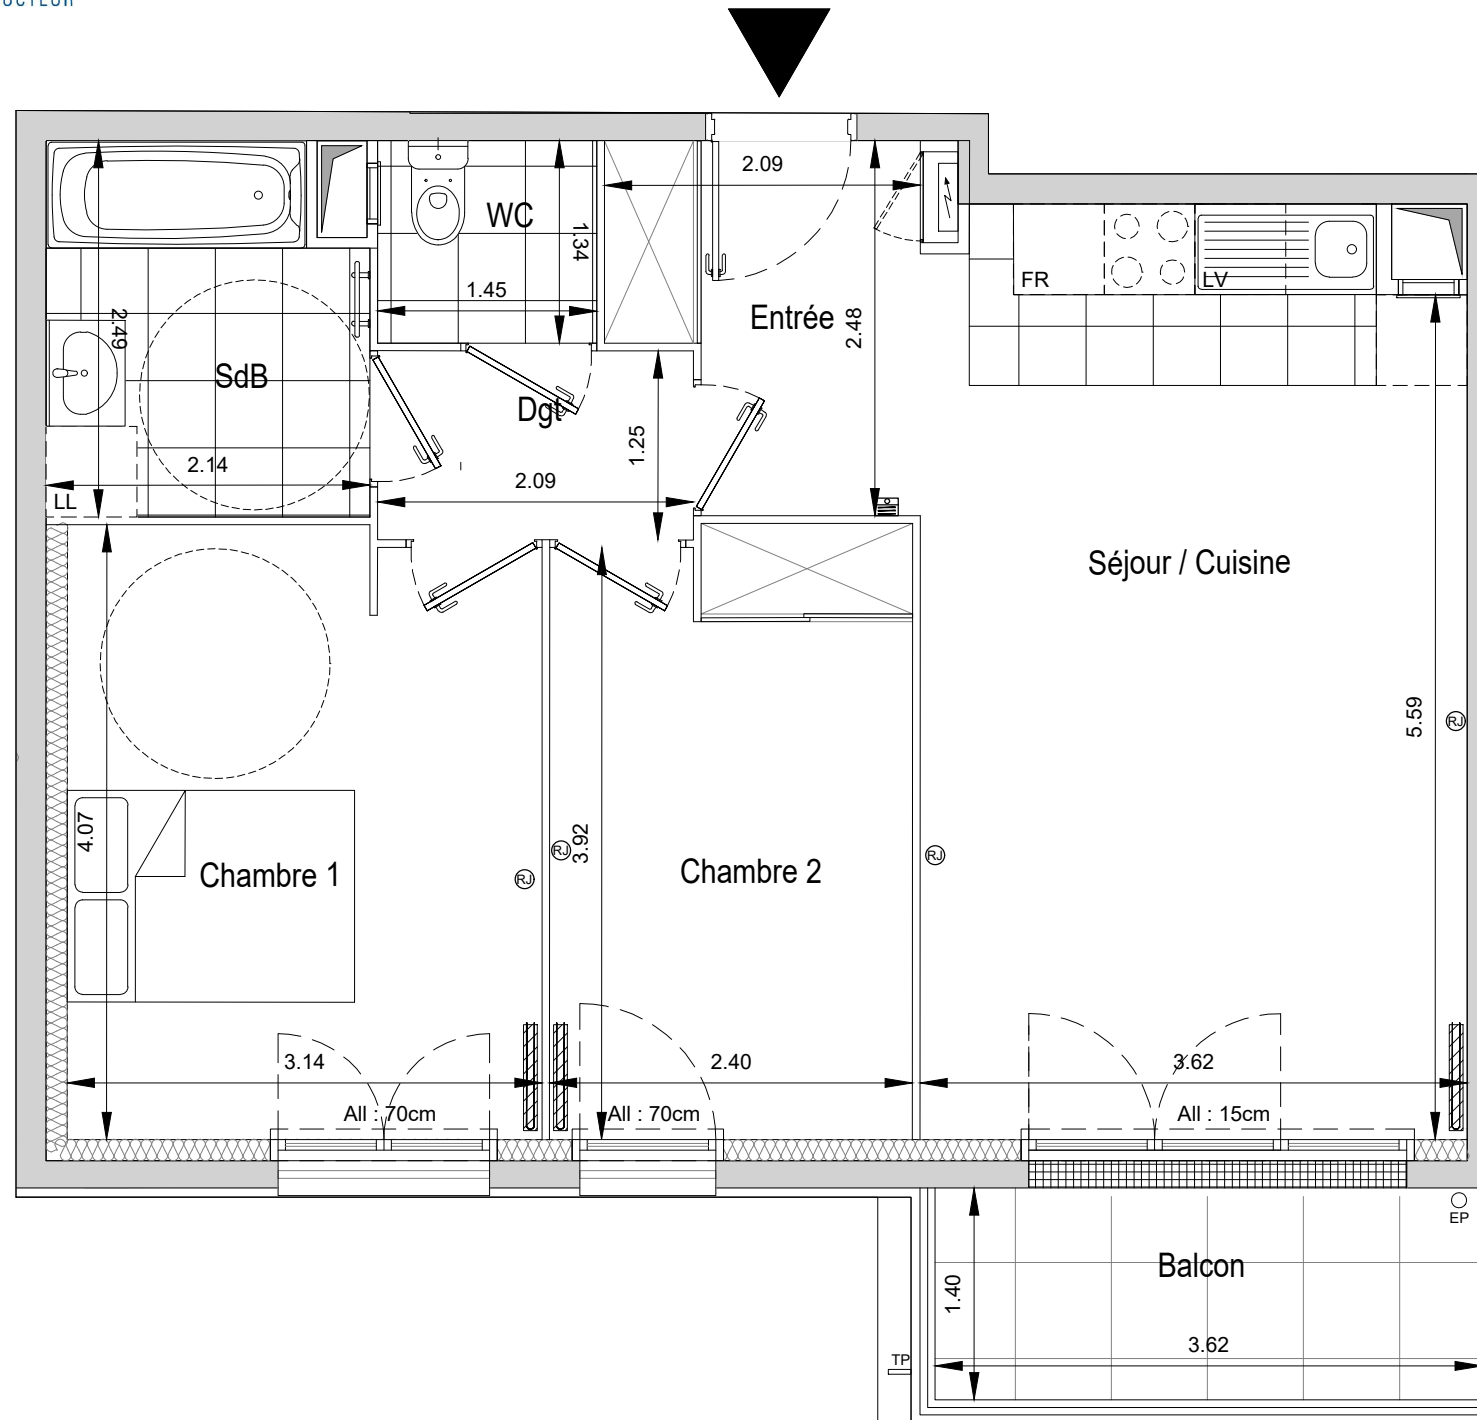 2.09
WC
1.34
1.45
FR
LV
Entrée
2.48
2.49
SdB
Dgt
1.25
2.14
2.09
LL
Séjour / Cuisine
5.59
RJ
4.07
3.92
RJ
RJ
Chambre 1
RJ
Chambre 2
3.14
2.40
3.62
All : 70cm
All : 70cm
All : 15cm
EP
Balcon
1.40
3.62
TP